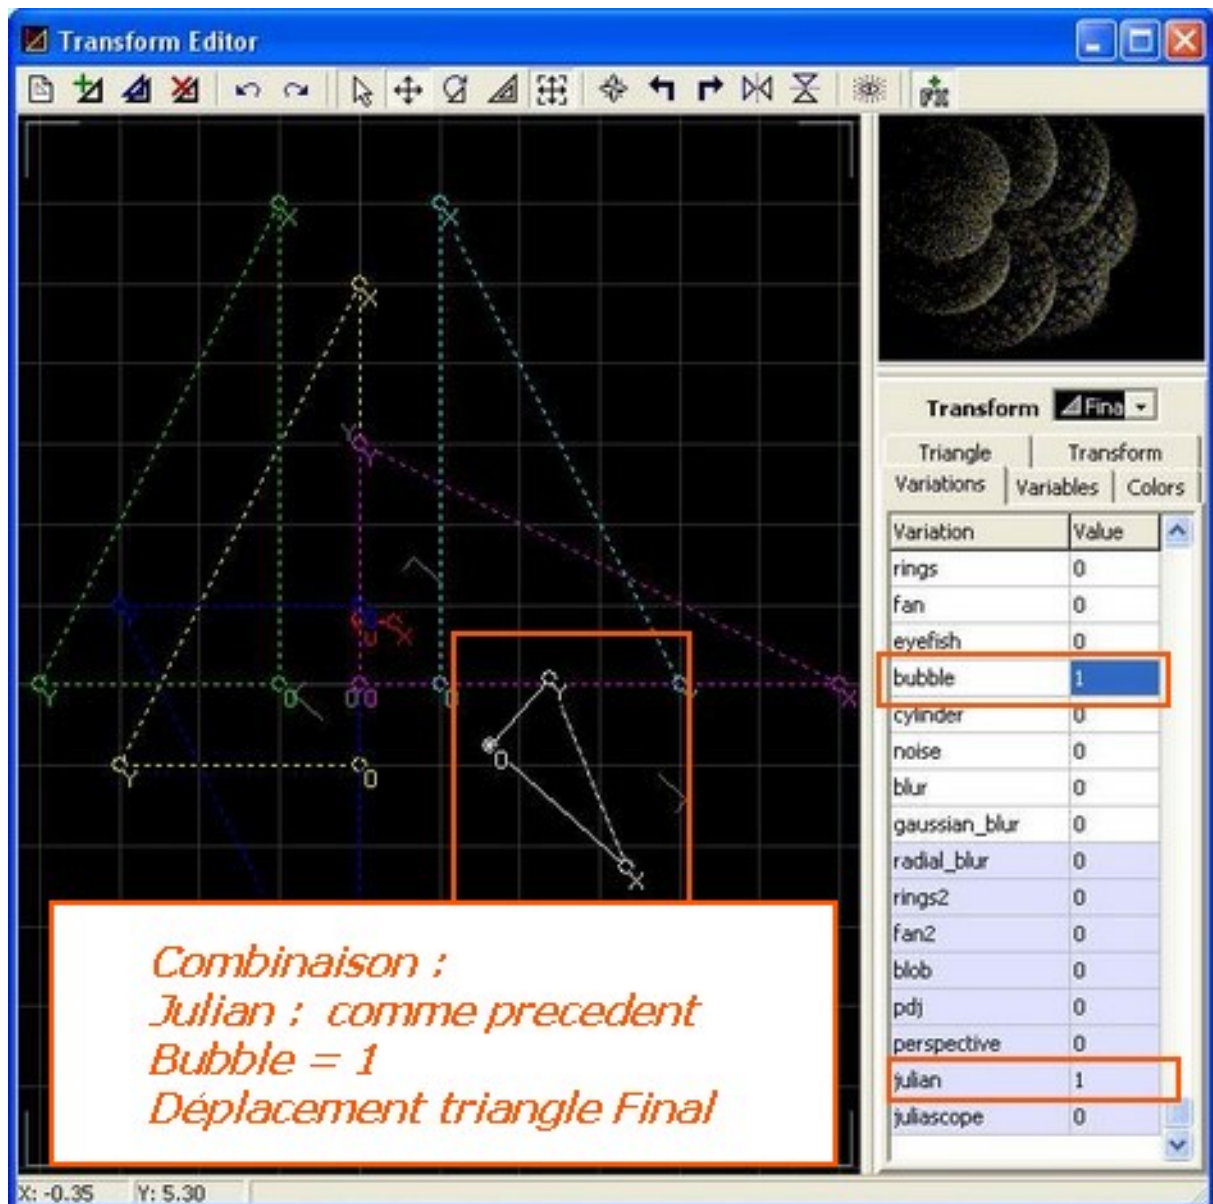 Transform Editor
Transform Fina
Triangle Transform
Variations Variables Colors
Variation Value
rings 0
fan 0
eyefish 0
bubble 1
cylinder 0
noise 0
blur 0
gaussian_blur 0
radial_blur 0
rings2 0
fan2 0
blob 0
pdj 0
perspective 0
julian 1
juliascope 0
X
X
X
Y
Y
X
Y
O
O
O
O
Y
X
Y
O
Y
O
X
Combinaison :
Julian : comme precedent
Bubble = 1
Déplacement triangle Final
X: -0.35 Y: 5.30